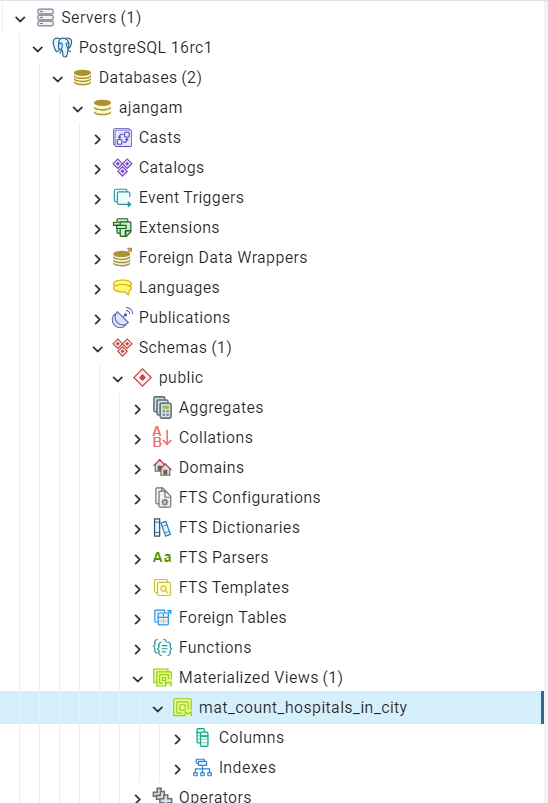 Servers (1)
PostgreSQL 16rc1
Databases (2)
ajangam
Casts
Catalogs
Event Triggers
Extensions
Foreign Data Wrappers
Languages
Publications
Schemas (1)
public
Aggregates
Collations
Domains
FTS Configurations
FTS Dictionaries
Aa FTS Parsers
FTS Templates
Foreign Tables
Functions
Materialized Views (1)
mat_count_hospitals_in_city
Columns
Indexes
Operators